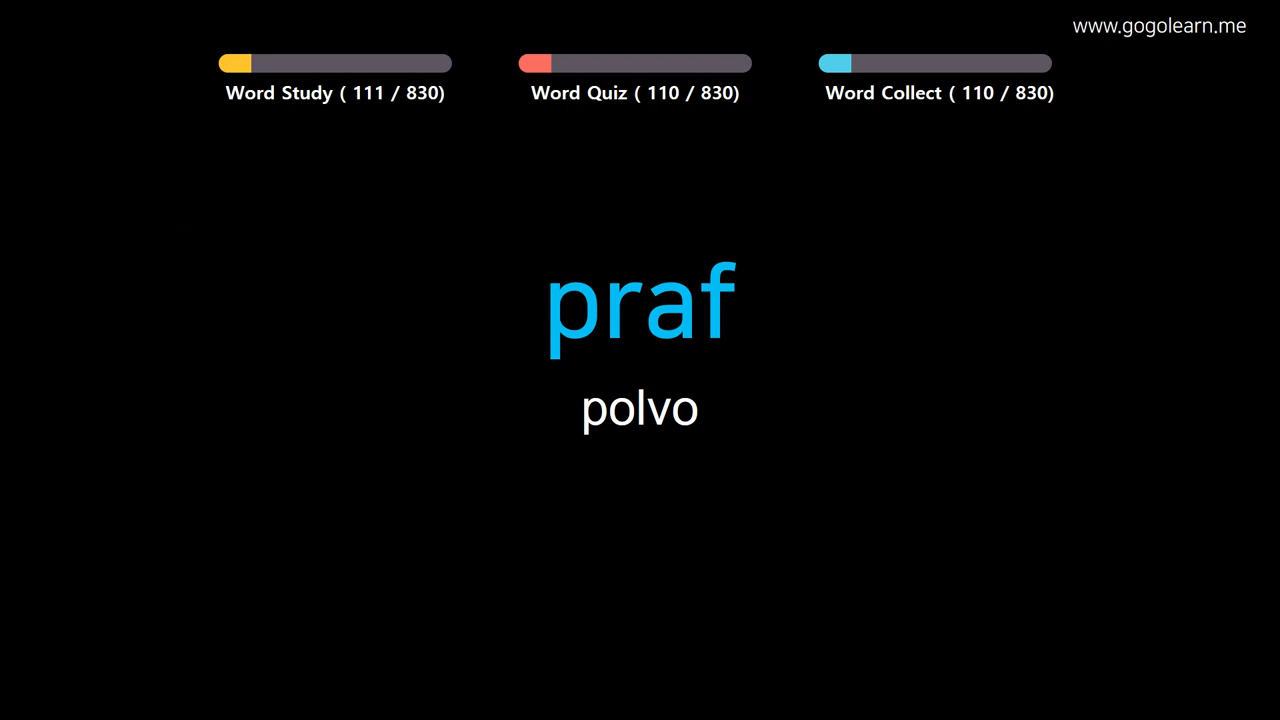 www.gogolearn.me
Word Study ( 111 / 830)
Word Quiz ( 110 / 830)
Word Collect ( 110 / 830)
praf
polvo